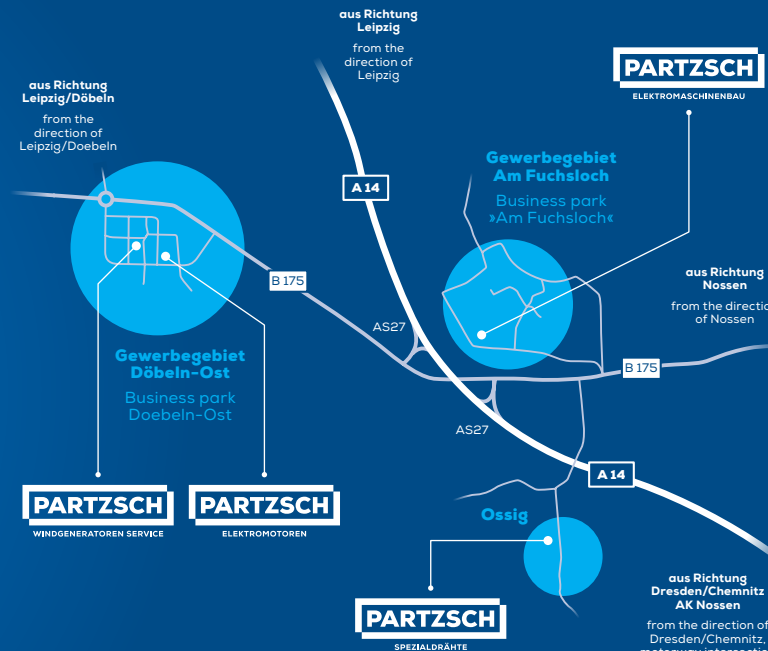 aus Richtung
Leipzig
from the
direction of
Leipzig
PARTZSCH
ELEKTROMASCHINENBAU
aus Richtung
Leipzig/Döbeln
from the
direction of
Leipzig/Doebeln
Gewerbegebiet
Am Fuchsloch
Business park
»Am Fuchsloch«
A 14
B 175
aus Richtung
Nossen
from the directio
of Nossen
AS27
Gewerbegebiet
Döbeln-Ost
Business park
Doebeln-Ost
B 175
AS27
A 14
PARTZSCH
WINDGENERATOREN SERVICE
PARTZSCH
ELEKTROMOTOREN
Ossig
PARTZSCH
SPEZIALDRÄHTE
aus Richtung
Dresden/Chemnitz
AK Nossen
from the direction of
Dresden/Chemnitz,